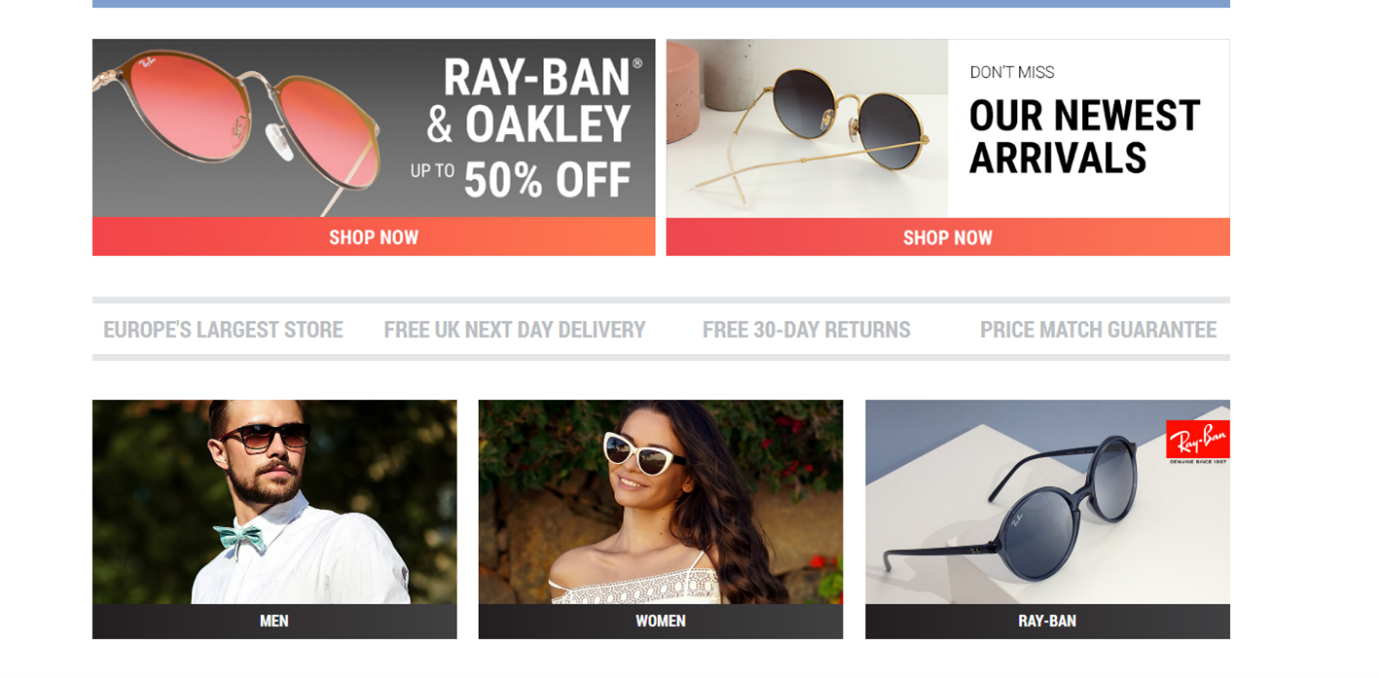 RAY-BAN®
& OAKLEY
UP TO 50% OFF
SHOP NOW
DON'T MISS
OUR NEWEST
ARRIVALS
SHOP NOW
EUROPE'S LARGEST STORE
FREE UK NEXT DAY DELIVERY
FREE 30-DAY RETURNS
PRICE MATCH GUARANTEE
MEN
WOMEN
Ray-Ban
GENUINE SINCE 1937
RAY-BAN